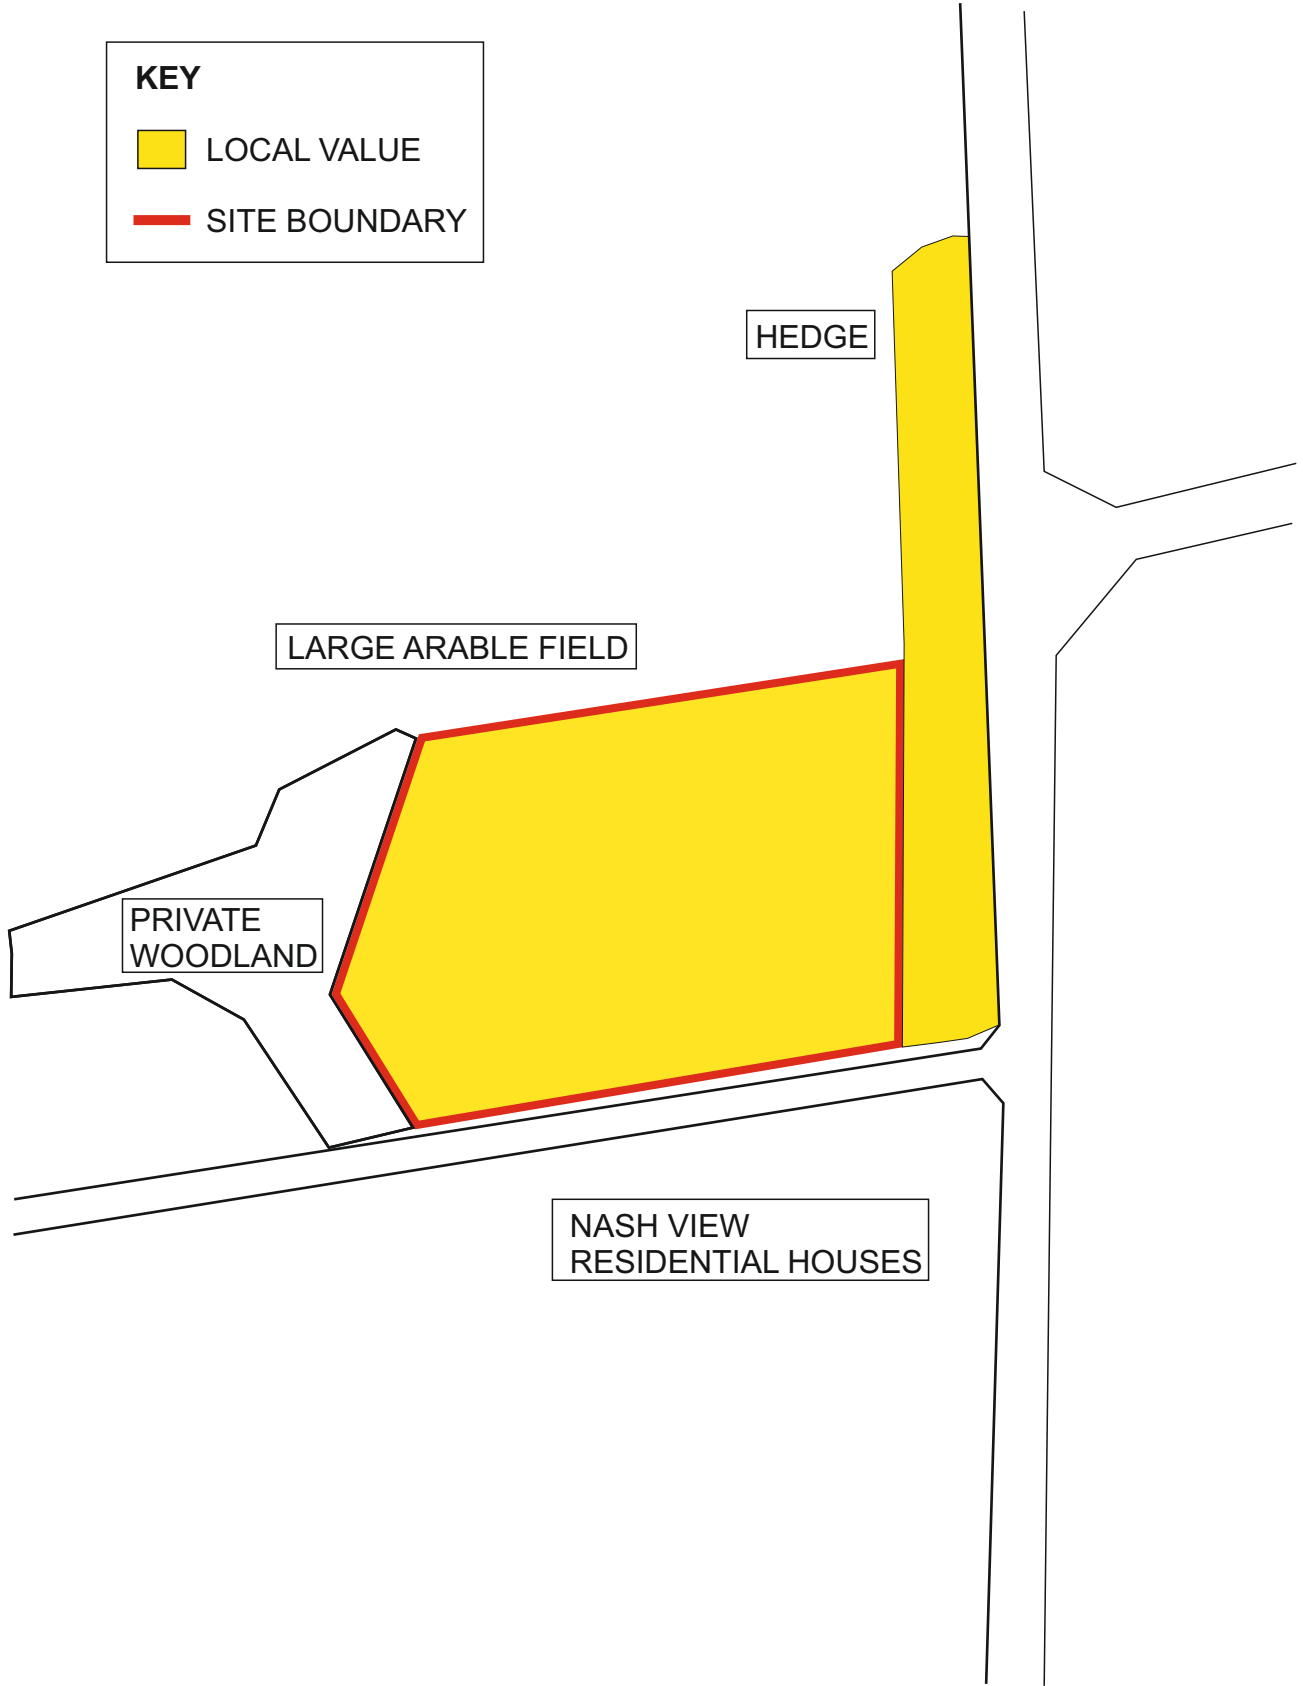 KEY
LOCAL VALUE
SITE BOUNDARY
HEDGE
LARGE ARABLE FIELD
PRIVATE
WOODLAND
NASH VIEW
RESIDENTIAL HOUSES